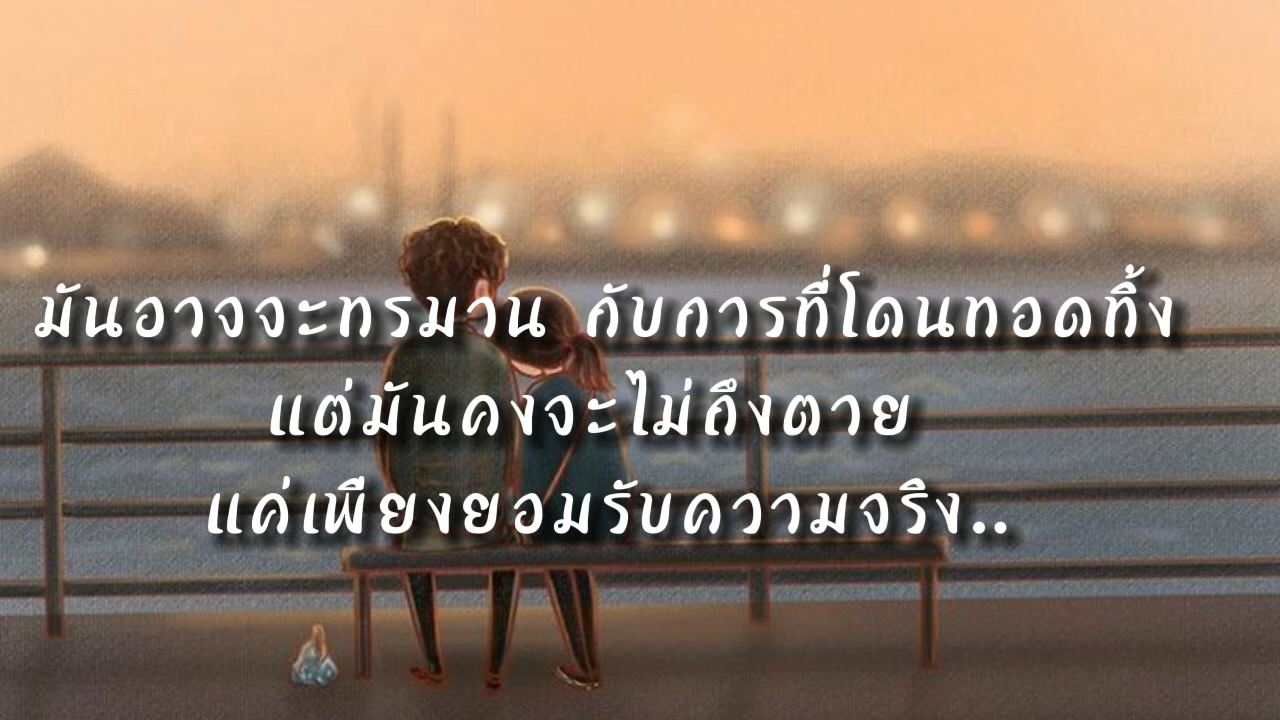 มันอาจจะทรมาน กับการที่โดนทอดทิ้ง
แต่มันคงจะไม่ถึงตาย
แค่เพียงยอมรับความจริง..